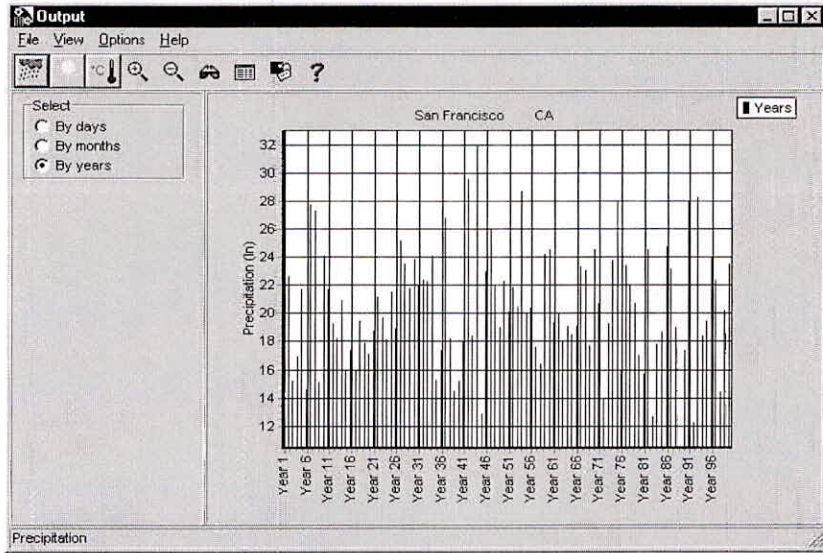 Output
File View Options Help
°C
?
Select
By days
By months
By years
San Francisco CA
Years
Precipitation (In)
32
30
28
26
24
22
20
18
16
14
12
Year 1
Year 6
Year 11
Year 16
Year 21
Year 26
Year 31
Year 36
Year 41
Year 46
Year 51
Year 56
Year 61
Year 66
Year 71
Year 76
Year 81
Year 86
Year 91
Year 96
Precipitation